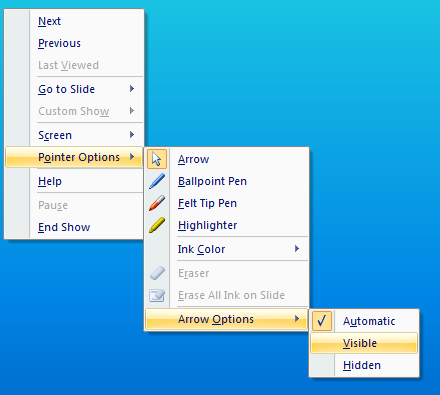 Next
Previous
Last Viewed
Go to Slide
Custom Show
Screen
Pointer Options
Help
Pause
End Show
Arrow
Ballpoint Pen
Felt Tip Pen
Highlighter
Ink Color
Eraser
Erase All Ink on Slide
Arrow Options
Automatic
Visible
Hidden